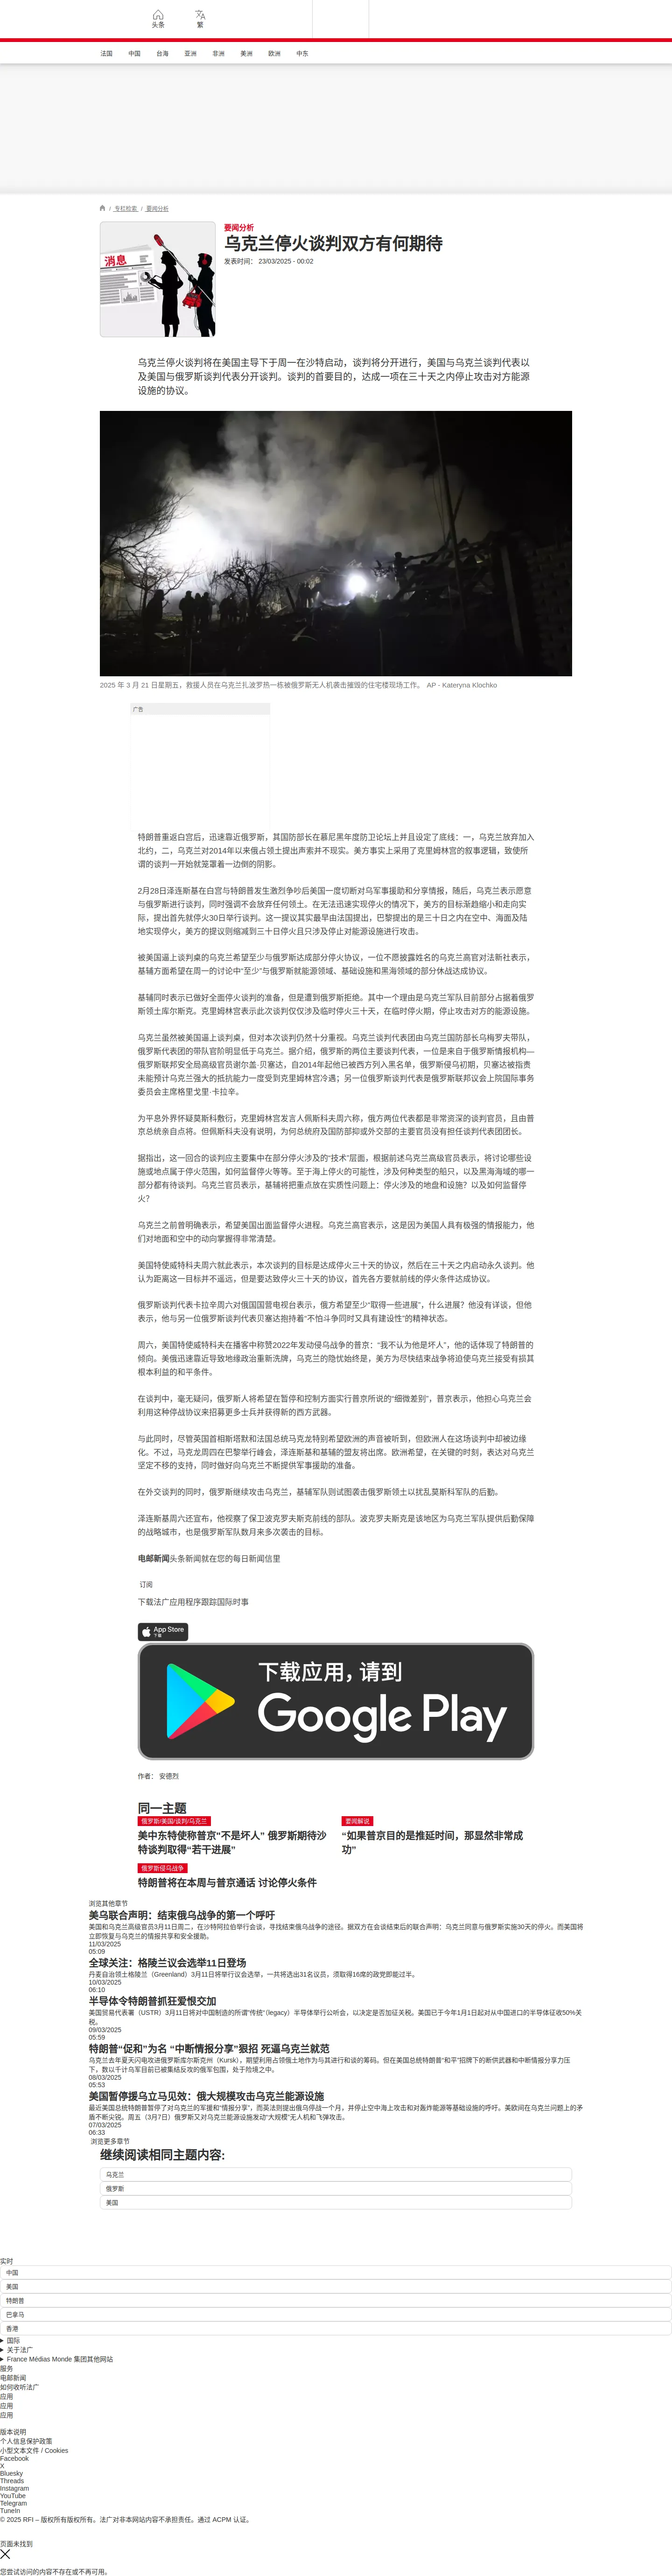 头条
繁
法国
中国
台海
亚洲
非洲
美洲
欧洲
中东
/ 专栏检索 / 要闻分析
消息
要闻分析
乌克兰停火谈判双方有何期待
发表时间： 23/03/2025 - 00:02
乌克兰停火谈判将在美国主导下于周一在沙特启动，谈判将分开进行，美国与乌克兰谈判代表以
及美国与俄罗斯谈判代表分开谈判。谈判的首要目的，达成一项在三十天之内停止攻击对方能源
设施的协议。
2025 年 3 月 21 日星期五，救援人员在乌克兰扎波罗热一栋被俄罗斯无人机袭击摧毁的住宅楼现场工作。 AP - Kateryna Klochko
广告
特朗普重返白宫后，迅速靠近俄罗斯，其国防部长在慕尼黑年度防卫论坛上并且设定了底线：一，乌克兰放弃加入
北约，二，乌克兰对2014年以来俄占领土提出声索并不现实。美方事实上采用了克里姆林宫的叙事逻辑，致使所
谓的谈判一开始就笼罩着一边倒的阴影。
2月28日泽连斯基在白宫与特朗普发生激烈争吵后美国一度切断对乌军事援助和分享情报，随后，乌克兰表示愿意
与俄罗斯进行谈判，同时强调不会放弃任何领土。在无法迅速实现停火的情况下，美方的目标渐趋缩小和走向实
际，提出首先就停火30日举行谈判。这一提议其实最早由法国提出，巴黎提出的是三十日之内在空中、海面及陆
地实现停火，美方的提议则缩减到三十日停火且只涉及停止对能源设施进行攻击。
被美国逼上谈判桌的乌克兰希望至少与俄罗斯达成部分停火协议，一位不愿披露姓名的乌克兰高官对法新社表示，
基辅方面希望在周一的讨论中“至少”与俄罗斯就能源领域、基础设施和黑海领域的部分休战达成协议。
基辅同时表示已做好全面停火谈判的准备，但是遭到俄罗斯拒绝。其中一个理由是乌克兰军队目前部分占据着俄罗
斯领土库尔斯克。克里姆林宫表示此次谈判仅仅涉及临时停火三十天，在临时停火期，停止攻击对方的能源设施。
乌克兰虽然被美国逼上谈判桌，但对本次谈判仍然十分重视。乌克兰谈判代表团由乌克兰国防部长乌梅罗夫带队，
俄罗斯代表团的带队官阶明显低于乌克兰。据介绍，俄罗斯的两位主要谈判代表，一位是来自于俄罗斯情报机构—
俄罗斯联邦安全局高级官员谢尔盖·贝塞达，自2014年起他已被西方列入黑名单，俄罗斯侵乌初期，贝塞达被指责
未能预计乌克兰强大的抵抗能力一度受到克里姆林宫冷遇；另一位俄罗斯谈判代表是俄罗斯联邦议会上院国际事务
委员会主席格里戈里·卡拉辛。
为平息外界怀疑莫斯科敷衍，克里姆林宫发言人佩斯科夫周六称，俄方两位代表都是非常资深的谈判官员，且由普
京总统亲自点将。但佩斯科夫没有说明，为何总统府及国防部抑或外交部的主要官员没有担任谈判代表团团长。
据指出，这一回合的谈判应主要集中在部分停火涉及的“技术”层面，根据前述乌克兰高级官员表示，将讨论哪些设
施或地点属于停火范围，如何监督停火等等。至于海上停火的可能性，涉及何种类型的船只，以及黑海海域的哪一
部分都有待谈判。乌克兰官员表示，基辅将把重点放在实质性问题上：停火涉及的地盘和设施？以及如何监督停
火？
乌克兰之前曾明确表示，希望美国出面监督停火进程。乌克兰高官表示，这是因为美国人具有极强的情报能力，他
们对地面和空中的动向掌握得非常清楚。
美国特使威特科夫周六就此表示，本次谈判的目标是达成停火三十天的协议，然后在三十天之内启动永久谈判。他
认为距离这一目标并不遥远，但是要达致停火三十天的协议，首先各方要就前线的停火条件达成协议。
俄罗斯谈判代表卡拉辛周六对俄国国营电视台表示，俄方希望至少“取得一些进展”，什么进展？他没有详谈，但他
表示，他与另一位俄罗斯谈判代表贝塞达抱持着“不怕斗争同时又具有建设性”的精神状态。
周六，美国特使威特科夫在播客中称赞2022年发动侵乌战争的普京：“我不认为他是坏人”，他的话体现了特朗普的
倾向。美俄迅速靠近导致地缘政治重新洗牌，乌克兰的隐忧始终是，美方为尽快结束战争将迫使乌克兰接受有损其
根本利益的和平条件。
在谈判中，毫无疑问，俄罗斯人将希望在暂停和控制方面实行普京所说的“细微差别”，普京表示，他担心乌克兰会
利用这种停战协议来招募更多士兵并获得新的西方武器。
与此同时，尽管英国首相斯塔默和法国总统马克龙特别希望欧洲的声音被听到，但欧洲人在这场谈判中却被边缘
化。不过，马克龙周四在巴黎举行峰会，泽连斯基和基辅的盟友将出席。欧洲希望，在关键的时刻，表达对乌克兰
坚定不移的支持，同时做好向乌克兰不断提供军事援助的准备。
在外交谈判的同时，俄罗斯继续攻击乌克兰，基辅军队则试图袭击俄罗斯领土以扰乱莫斯科军队的后勤。
泽连斯基周六还宣布，他视察了保卫波克罗夫斯克前线的部队。波克罗夫斯克是该地区为乌克兰军队提供后勤保障
的战略城市，也是俄罗斯军队数月来多次袭击的目标。
电邮新闻头条新闻就在您的每日新闻信里
订阅
下载法广应用程序跟踪国际时事
App Store
下载
下载应用，请到
Google Play
作者： 安德烈
同一主题
俄罗斯/美国/谈判/乌克兰
美中东特使称普京"不是坏人" 俄罗斯期待沙
特谈判取得“若干进展”
要闻解说
“如果普京目的是推延时间，那显然非常成
功”
俄罗斯侵乌战争
特朗普将在本周与普京通话 讨论停火条件
浏览其他章节
美乌联合声明：结束俄乌战争的第一个呼吁
美国和乌克兰高级官员3月11日周二，在沙特阿拉伯举行会谈，寻找结束俄乌战争的途径。据双方在会谈结束后的联合声明：乌克兰同意与俄罗斯实施30天的停火。而美国将
立即恢复与乌克兰的情报共享和安全援助。
11/03/2025
05:09
全球关注：格陵兰议会选举11日登场
丹麦自治领土格陵兰（Greenland）3月11日将举行议会选举，一共将选出31名议员，须取得16席的政党即能过半。
10/03/2025
06:10
半导体令特朗普抓狂爱恨交加
美国贸易代表署（USTR）3月11日将对中国制造的所谓"传统"（legacy）半导体举行公听会，以决定是否加征关税。美国已于今年1月1日起对从中国进口的半导体征收50%关
税。
09/03/2025
05:59
特朗普“促和”为名 “中断情报分享”狠招 死逼乌克兰就范
乌克兰去年夏天闪电攻进俄罗斯库尔斯克州（Kursk），期望利用占领俄土地作为与其进行和谈的筹码。但在美国总统特朗普"和平"招牌下的断供武器和中断情报分享力压
下，数以千计乌军目前已被集结反攻的俄军包围，处于险境之中。
08/03/2025
05:53
美国暂停援乌立马见效：俄大规模攻击乌克兰能源设施
最近美国总统特朗普暂停了对乌克兰的军援和“情报分享”，而英法则提出俄乌停战一个月，并停止空中海上攻击和对轰炸能源等基础设施的呼吁。美欧间在乌克兰问题上的矛
盾不断尖锐。周五（3月7日）俄罗斯又对乌克兰能源设施发动“大规模”无人机和飞弹攻击。
07/03/2025
06:33
浏览更多章节
继续阅读相同主题内容:
乌克兰
俄罗斯
美国
实时
中国
美国
特朗普
巴拿马
香港
国际
关于法广
France Médias Monde 集团其他网站
服务
电邮新闻
如何收听法广
应用
应用
应用
版本说明
个人信息保护政策
小型文本文件 / Cookies
Facebook
X
Bluesky
Threads
Instagram
YouTube
Telegram
TuneIn
© 2025 RFI – 版权所有版权所有。法广对非本网站内容不承担责任。通过 ACPM 认证。
页面未找到
您尝试访问的内容不存在或不再可用。